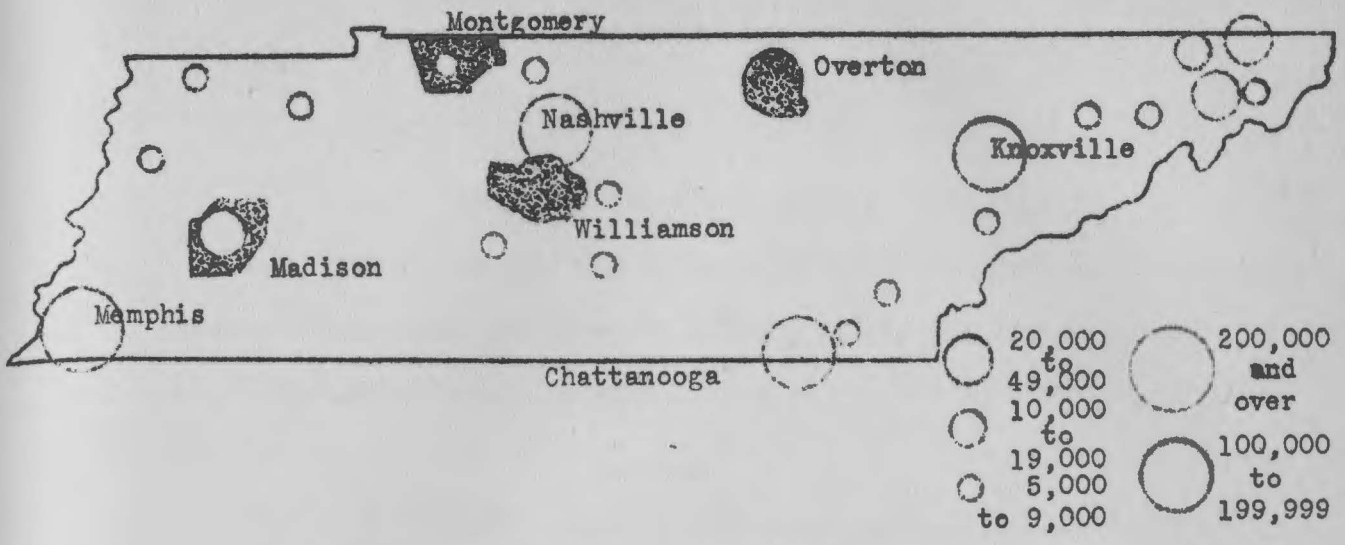 Montgomery
Overton
Nashville
Knoxville
Williamson
Madison
Memphis
Chattanooga
20,000
to
49,000
10,000
to
19,000
5,000
to 9,000
200,000
and
over
100,000
to
199,999